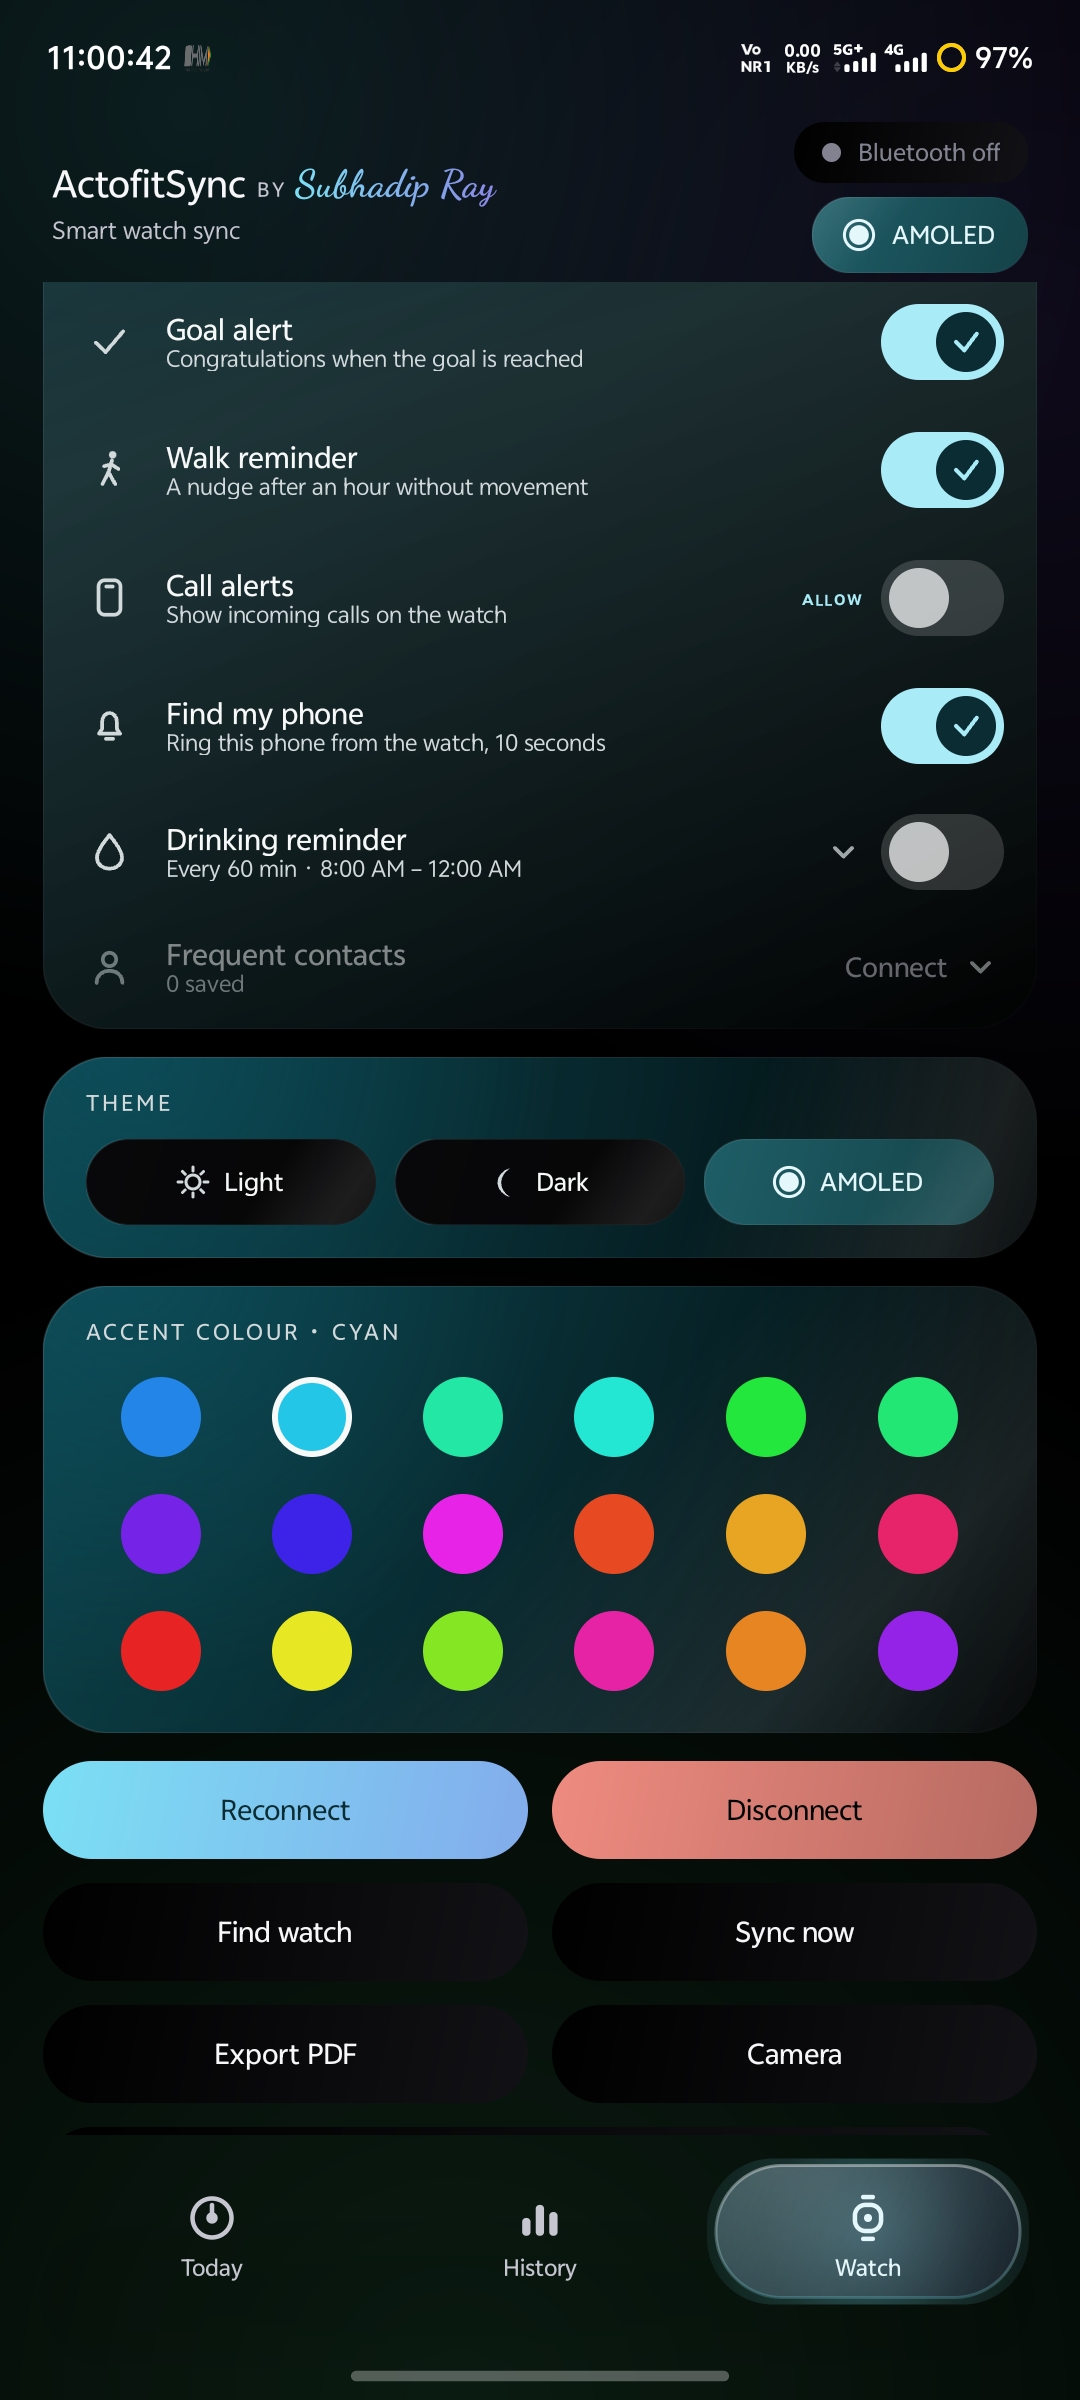 11:00:42
Vo NR1 0.00 KB/s 5G+ 4G 97%
Bluetooth off
ActofitSync BY Subhadip Ray
Smart watch sync
AMOLED
Goal alert
Congratulations when the goal is reached
Walk reminder
A nudge after an hour without movement
Call alerts
Show incoming calls on the watch
ALLOW
Find my phone
Ring this phone from the watch, 10 seconds
Drinking reminder
Every 60 min · 8:00 AM – 12:00 AM
Frequent contacts
0 saved
Connect
THEME
Light Dark AMOLED
ACCENT COLOUR • CYAN
Reconnect Disconnect
Find watch Sync now
Export PDF Camera
Today History Watch